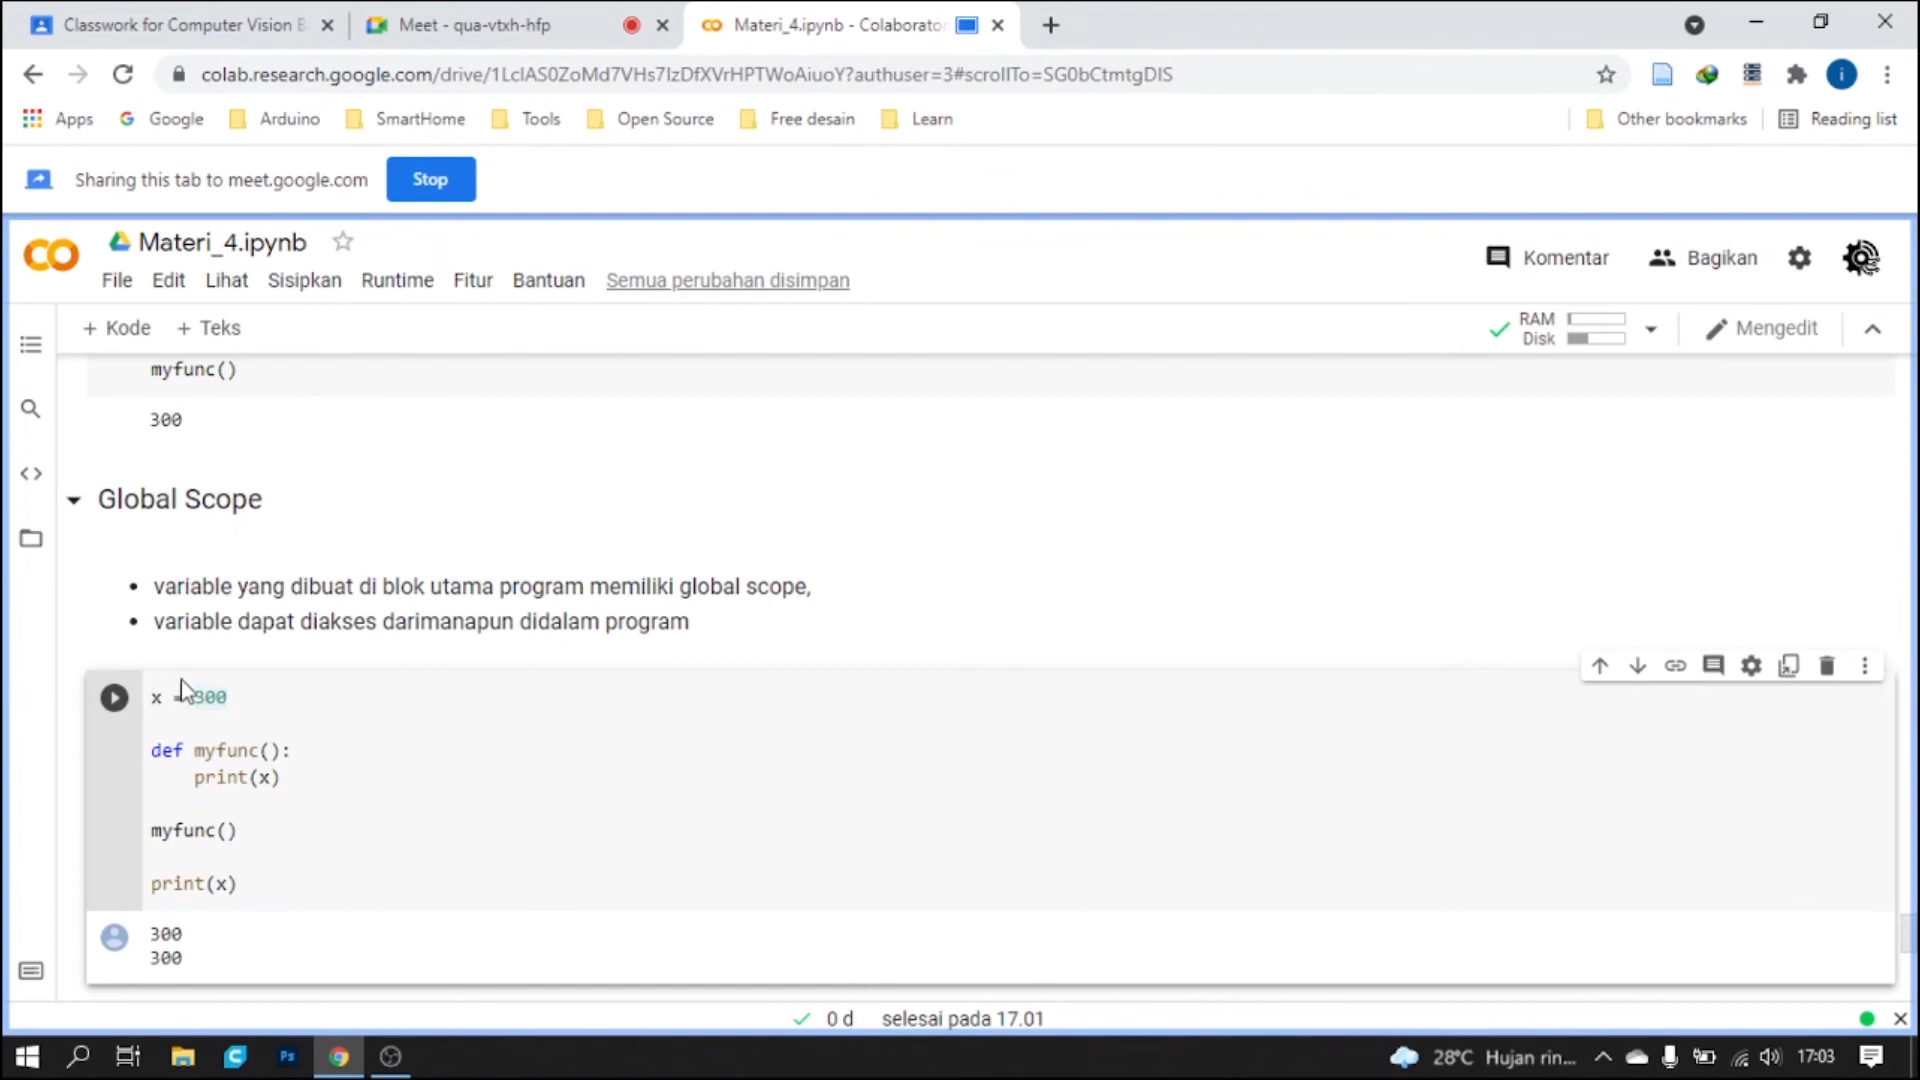 Classwork for Computer Vision B
Meet - qua-vtxh-hfp
Materi_4.ipynb - Colaborator
colab.research.google.com/drive/1LclAS0ZoMd7VHs7IzDfXVrHPTWoAiuoY?authuser=3#scrollTo=SG0bCtmtgDIS
i
Apps
Google
Arduino
SmartHome
Tools
Open Source
Free desain
Learn
Other bookmarks
Reading list
Sharing this tab to meet.google.com
Stop
Materi_4.ipynb
Komentar
Bagikan
File Edit Lihat Sisipkan Runtime Fitur Bantuan Semua perubahan disimpan
+ Kode + Teks
RAM
Disk
Mengedit
myfunc()
300
Global Scope
• variable yang dibuat di blok utama program memiliki global scope,
• variable dapat diakses darimanapun didalam program
x = 300
def myfunc():
print(x)
myfunc()
print(x)
300
300
0 d selesai pada 17.01
Ps
28°C Hujan rin...
17:03